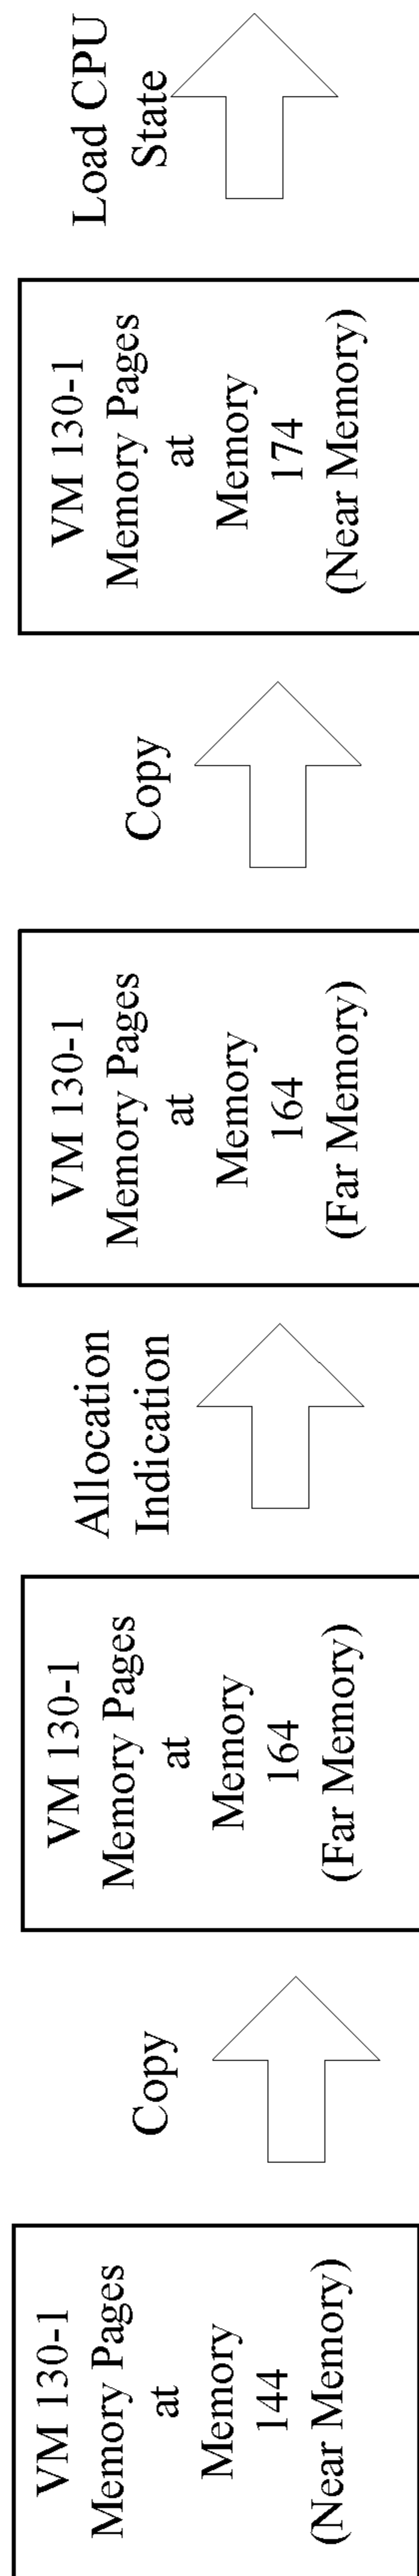 VM 130-1
Memory Pages
at
Memory
144
(Near Memory)
Copy
VM 130-1
Memory Pages
at
Memory
164
(Far Memory)
Allocation
Indication
VM 130-1
Memory Pages
at
Memory
164
(Far Memory)
Copy
VM 130-1
Memory Pages
at
Memory
174
(Near Memory)
Load CPU
State